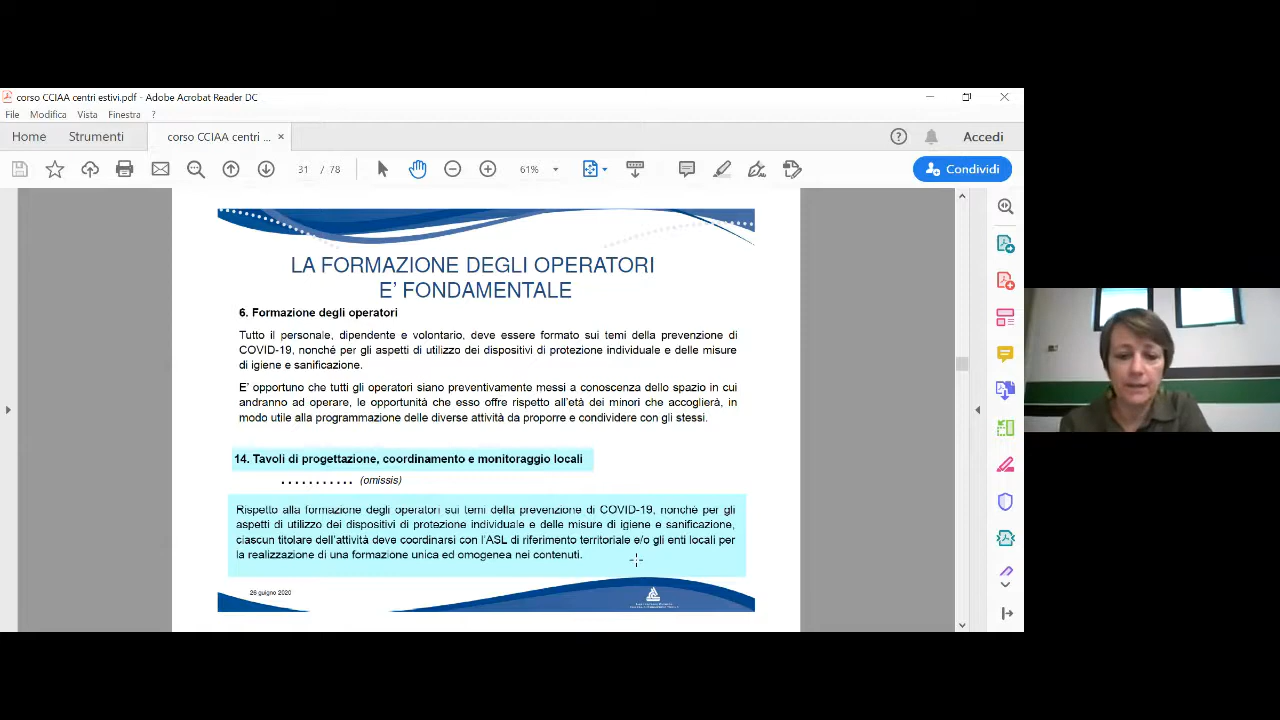 corso CCIAA centri estivi.pdf - Adobe Acrobat Reader DC
File Modifica Vista Finestra ?
Home Strumenti corso CCIAA centri ... × Accedi
31 / 78 61% Condividi
LA FORMAZIONE DEGLI OPERATORI
E' FONDAMENTALE
6. Formazione degli operatori
Tutto il personale, dipendente e volontario, deve essere formato sui temi della prevenzione di
COVID-19, nonché per gli aspetti di utilizzo dei dispositivi di protezione individuale e delle misure
di igiene e sanificazione.
E' opportuno che tutti gli operatori siano preventivamente messi a conoscenza dello spazio in cui
andranno ad operare, le opportunità che esso offre rispetto all'età dei minori che accoglierà, in
modo utile alla programmazione delle diverse attività da proporre e condividere con gli stessi.
14. Tavoli di progettazione, coordinamento e monitoraggio locali
. . . . . . . . . . . (omissis)
Rispetto alla formazione degli operatori sui temi della prevenzione di COVID-19, nonché per gli
aspetti di utilizzo dei dispositivi di protezione individuale e delle misure di igiene e sanificazione,
ciascun titolare dell'attività deve coordinarsi con l'ASL di riferimento territoriale e/o gli enti locali per
la realizzazione di una formazione unica ed omogenea nei contenuti.
26 guigno 2020